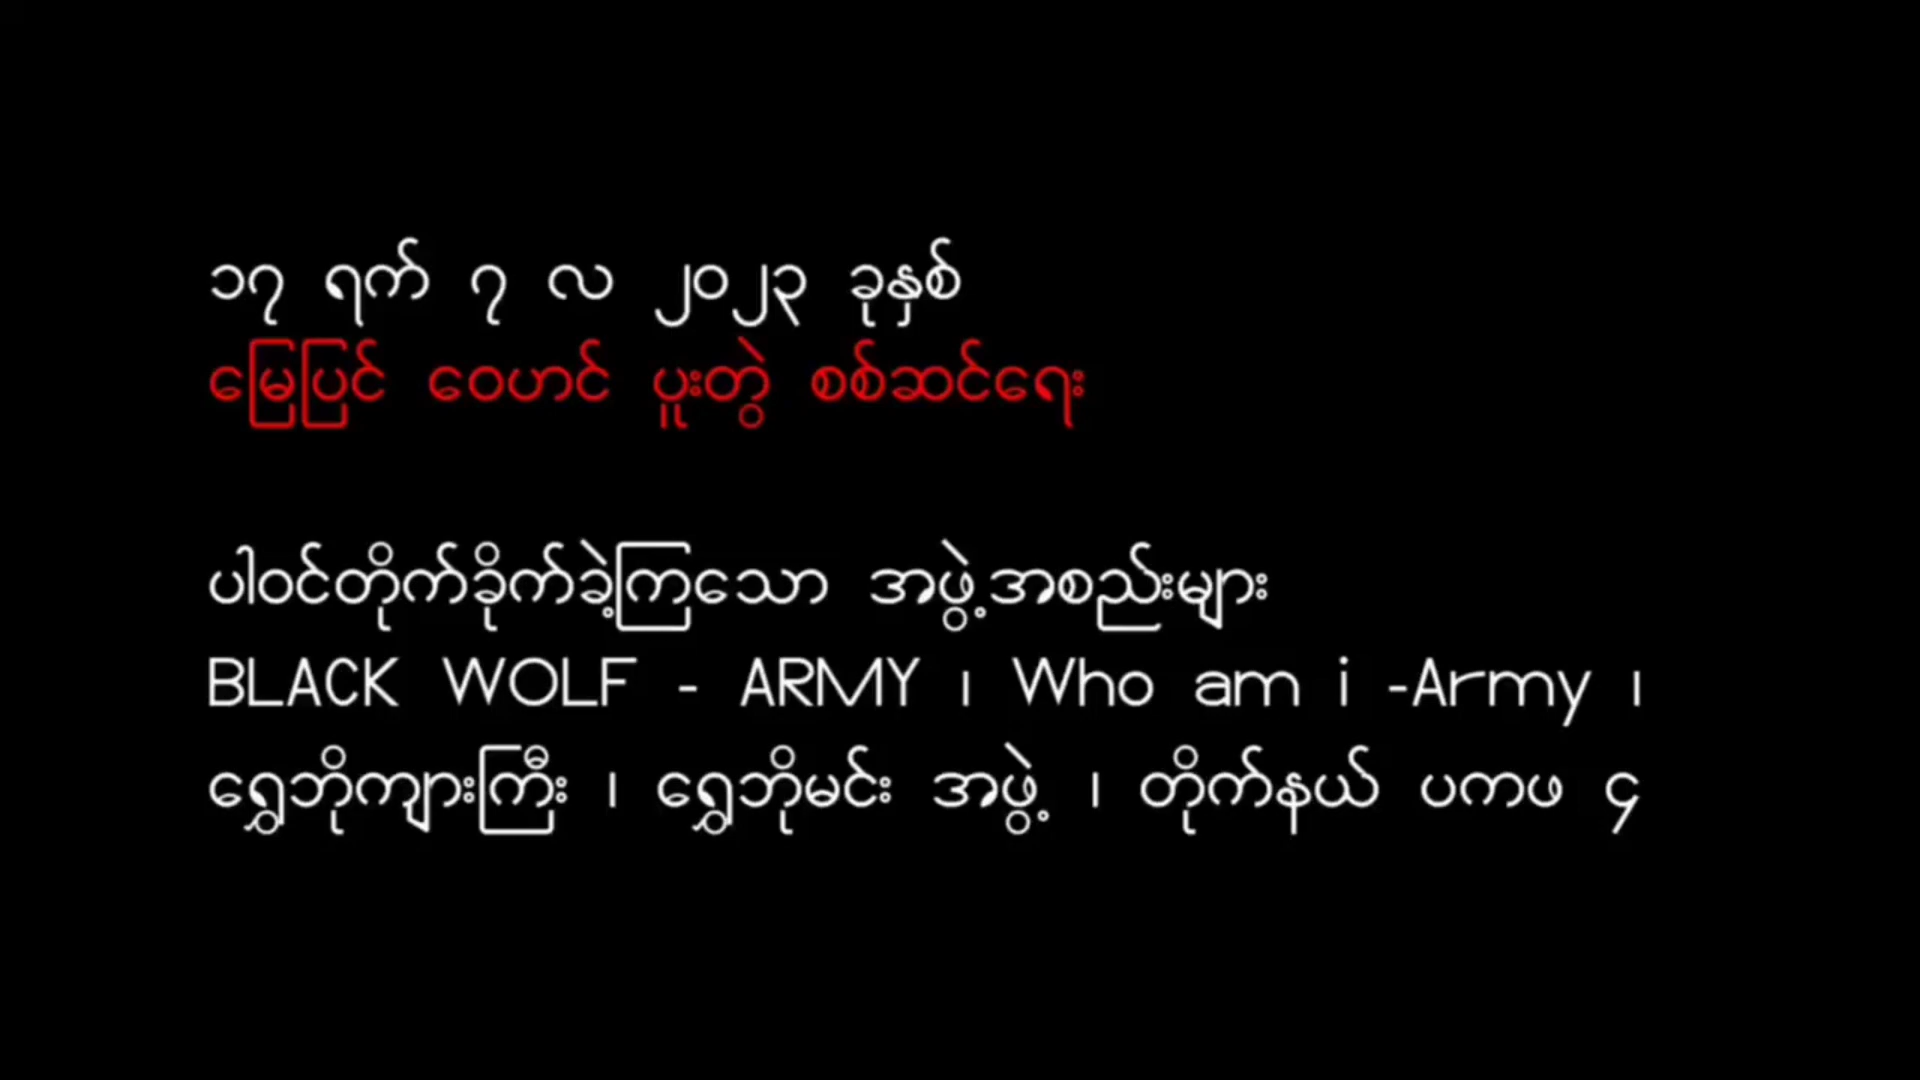 ၁၇ ရက် ၇ လ ၂၀၂၃ ခုနှစ်
မြေပြင် ဝေဟင် ပူးတွဲ စစ်ဆင်ရေး
ပါဝင်တိုက်ခိုက်ခဲ့ကြသော အဖွဲ့အစည်းများ
BLACK WOLF - ARMY ၊ Who am i -Army ၊
ရွှေဘိုကျားကြီး ၊ ရွှေဘိုမင်း အဖွဲ့ ၊ တိုက်နယ် ပကဖ ၄